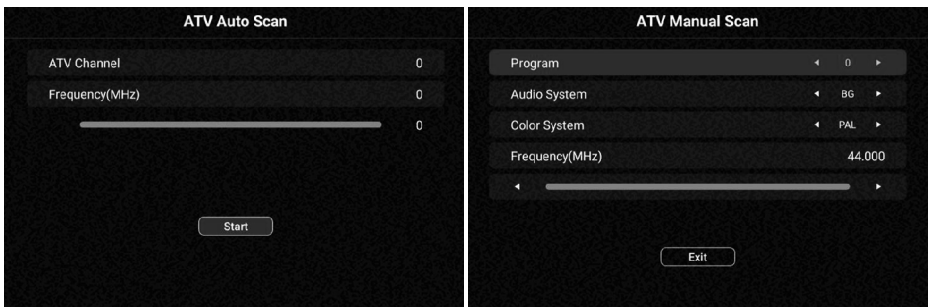 ATV Auto Scan
ATV Channel 0
Frequency(MHz) 0
0
Start
ATV Manual Scan
Program 0
Audio System BG
Color System PAL
Frequency(MHz) 44.000
Exit